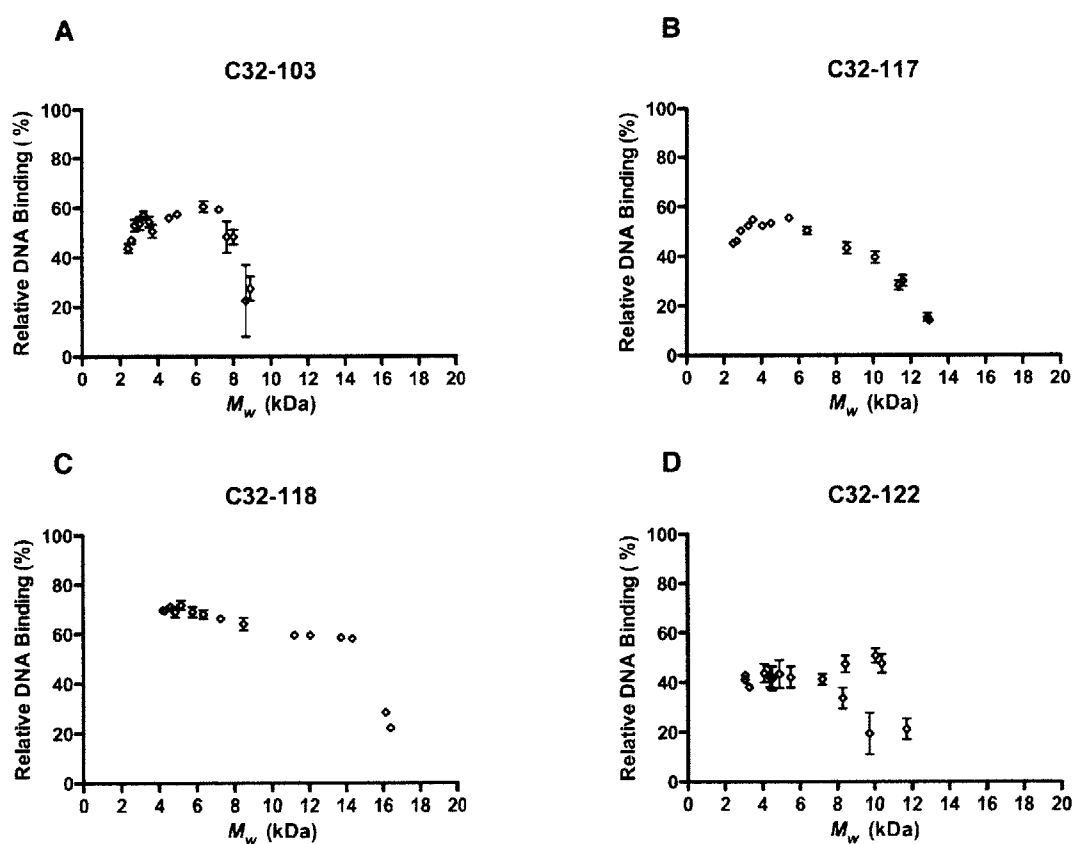 A
C32-103
Relative DNA Binding (%)
100
80
60
40
20
0
0 2 4 6 8 10 12 14 16 18 20
Mw (kDa)
B
C32-117
Relative DNA Binding (%)
100
80
60
40
20
0
0 2 4 6 8 10 12 14 16 18 20
Mw (kDa)
C
C32-118
Relative DNA Binding (%)
100
80
60
40
20
0
0 2 4 6 8 10 12 14 16 18 20
Mw (kDa)
D
C32-122
Relative DNA Binding (%)
100
80
60
40
20
0
0 2 4 6 8 10 12 14 16 18 20
Mw (kDa)